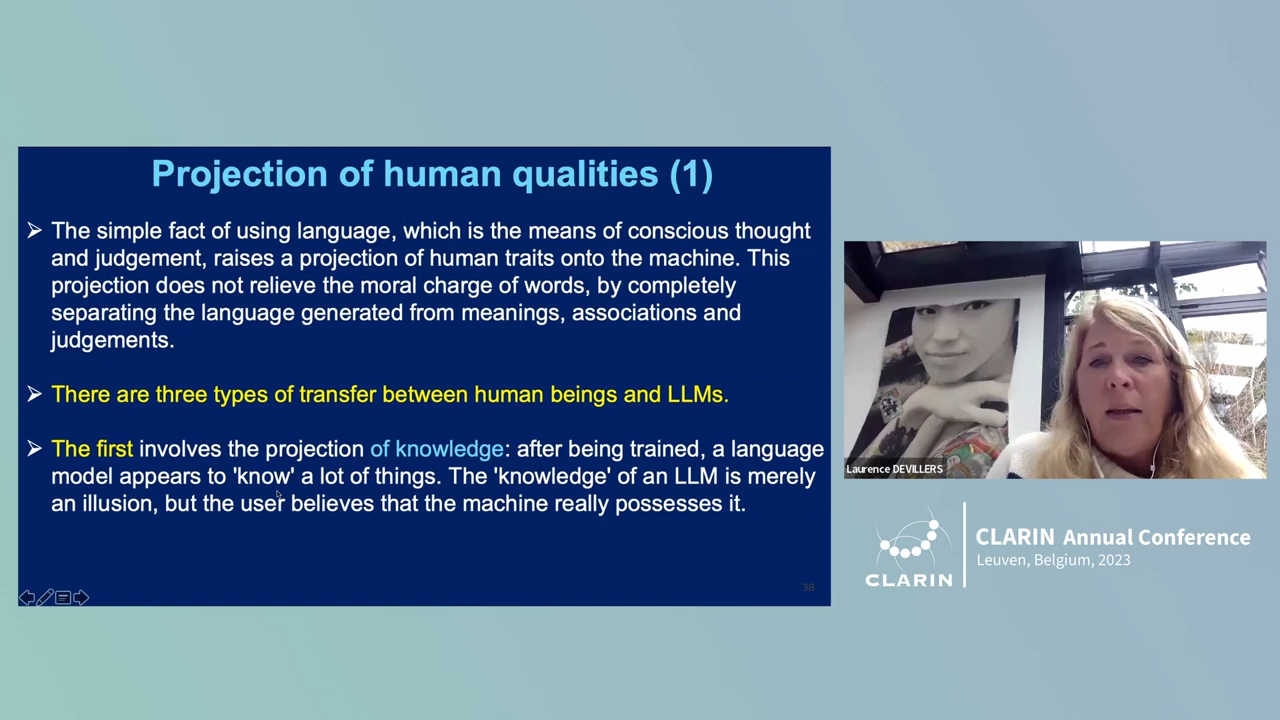 Projection of human qualities (1)
➢ The simple fact of using language, which is the means of conscious thought
and judgement, raises a projection of human traits onto the machine. This
projection does not relieve the moral charge of words, by completely
separating the language generated from meanings, associations and
judgements.
➢ There are three types of transfer between human beings and LLMs.
➢ The first involves the projection of knowledge: after being trained, a language
model appears to 'know' a lot of things. The 'knowledge' of an LLM is merely
an illusion, but the user believes that the machine really possesses it.
38
Laurence DEVILLERS
CLARIN
CLARIN Annual Conference
Leuven, Belgium, 2023